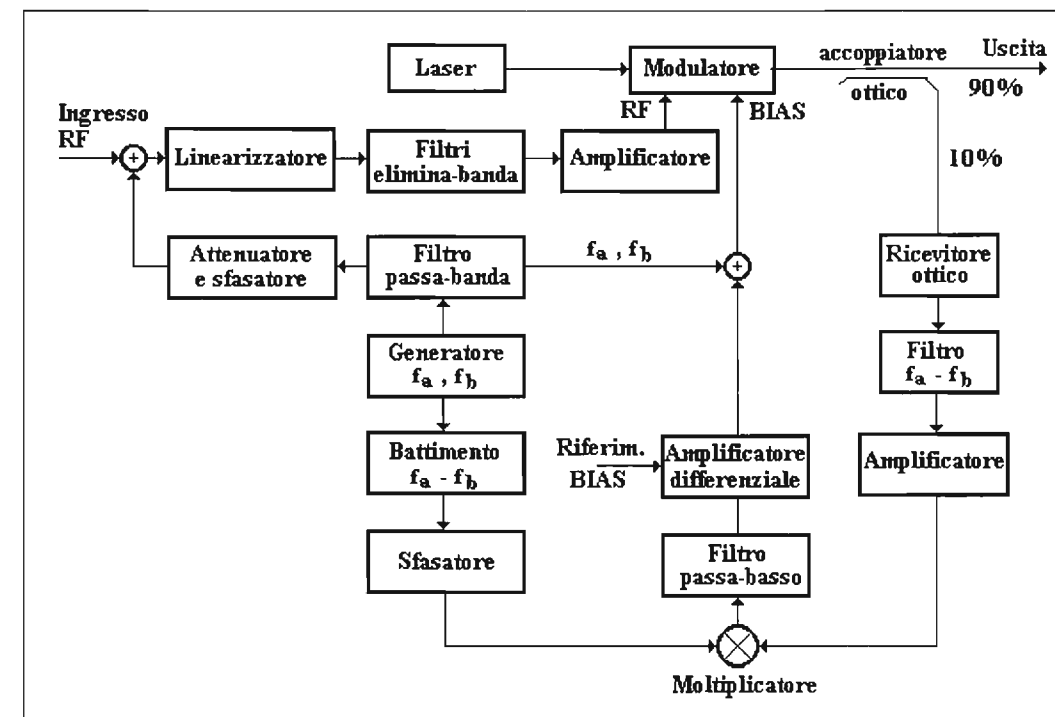 Laser
Modulatore
accoppiatore
ottico
Uscita
90%
10%
RF
BIAS
Ingresso
RF
+
Linearizzatore
Filtri
elimina-banda
Amplificatore
Attenuatore
e sfasatore
Filtro
passa-banda
fa , fb
+
Ricevitore
ottico
Generatore
fa , fb
Filtro
fa - fb
Battimento
fa - fb
Riferim.
BIAS
Amplificatore
differenziale
Amplificatore
Sfasatore
Filtro
passa-basso
Moltiplicatore